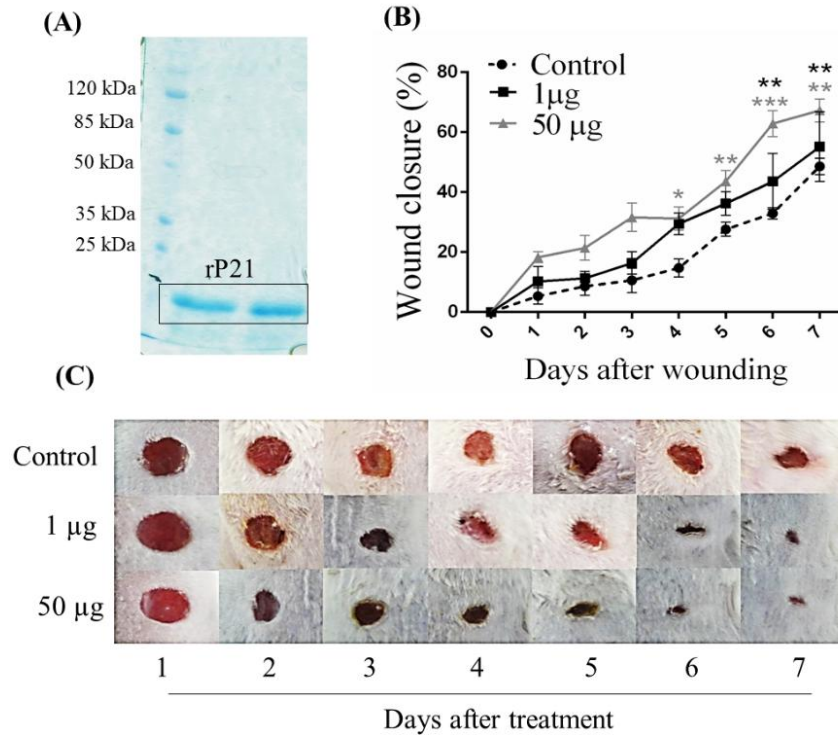 (A)
120 kDa
85 kDa
50 kDa
35 kDa
25 kDa
rP21
(B)
Wound closure (%)
80
60
40
20
0
Control
1µg
50 µg
*
**
**
***
**
**
0 1 2 3 4 5 6 7
Days after wounding
(C)
Control
1 µg
50 µg
1 2 3 4 5 6 7
Days after treatment